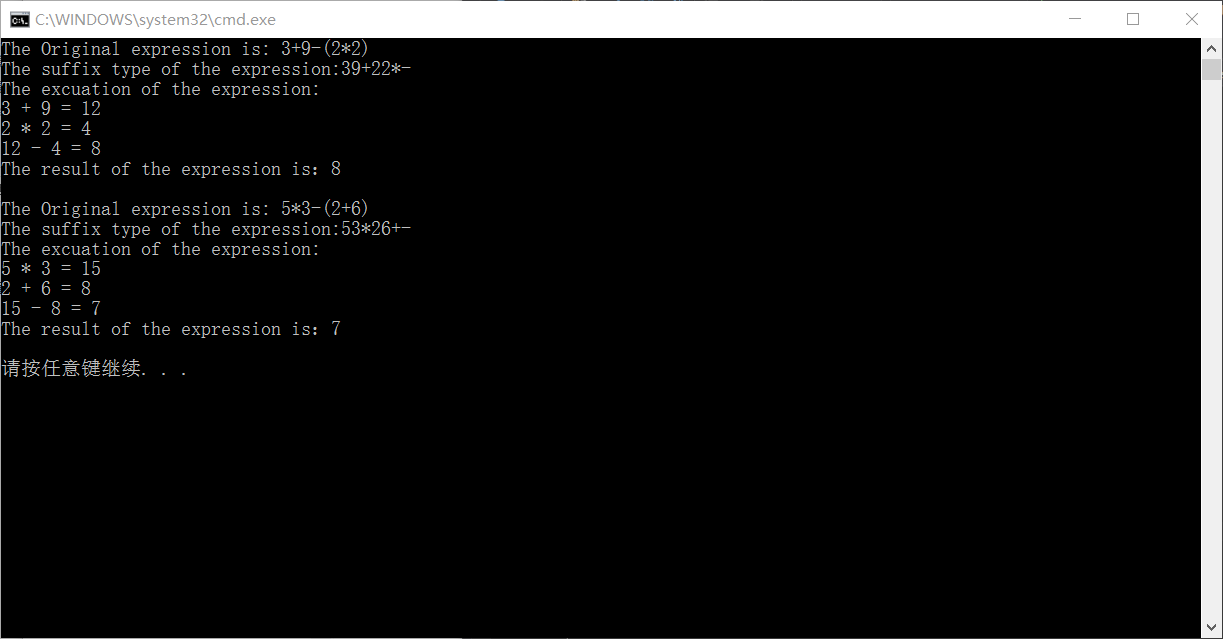 C:\WINDOWS\system32\cmd.exe
The Original expression is: 3+9-(2*2)
The suffix type of the expression:39+22*-
The excuation of the expression:
3 + 9 = 12
2 * 2 = 4
12 - 4 = 8
The result of the expression is: 8
The Original expression is: 5*3-(2+6)
The suffix type of the expression:53*26+-
The excuation of the expression:
5 * 3 = 15
2 + 6 = 8
15 - 8 = 7
The result of the expression is: 7
请按任意键继续. . .